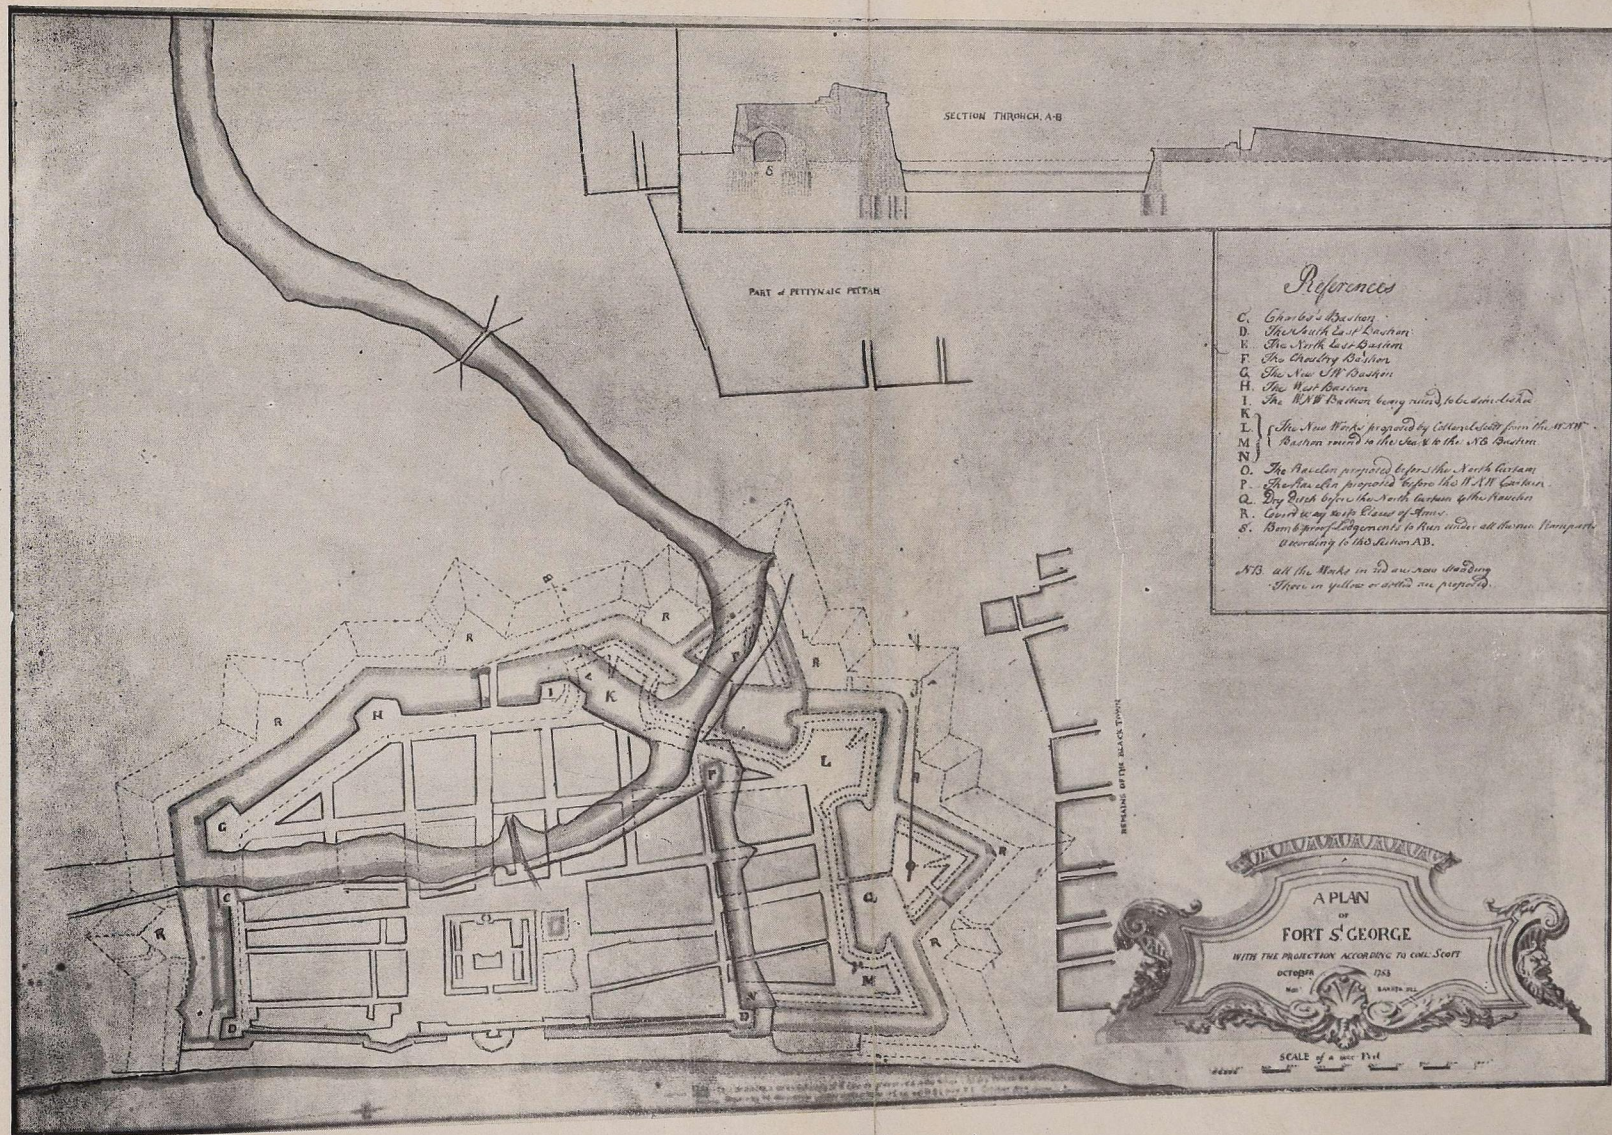 SECTION THROUGH, A-B
S
PART of PETTYNAIG PETTAH
References
C. Charles's Bastion
D. The South East Bastion
E. The North East Bastion
F. The Choultry Bastion
G. The New SW Bastion
H. The West Bastion
I. The WNW Bastion being ruin'd, to be demolished
K
L
M
N
The New Works proposed by Collonel Scott from the WNW
Bastion round to the Sea & to the NE Bastion
O. The Ravelin proposed before the North Curtain
P. The Ravelin proposed before the WNW Curtain
Q. Dry Ditch before the North Curtain & the Ravelin
R. Cover'd way with Places of Arms
S. Bomb proof Lodgements to Run under all the new Ramparts
According to this Section AB.
NB. all the Works in red are now standing
Those in yellow or dotted are proposed.
B
R
R
R
R
P
A
K
I
H
L
F
G
R
C
Q
R
R
M
N
D
REMAINS OF THE BLACK TOWN
A PLAN
OF
FORT St GEORGE
WITH THE PROJECTION ACCORDING TO COLL: SCOTT
OCTOBER
SCALE of Feet